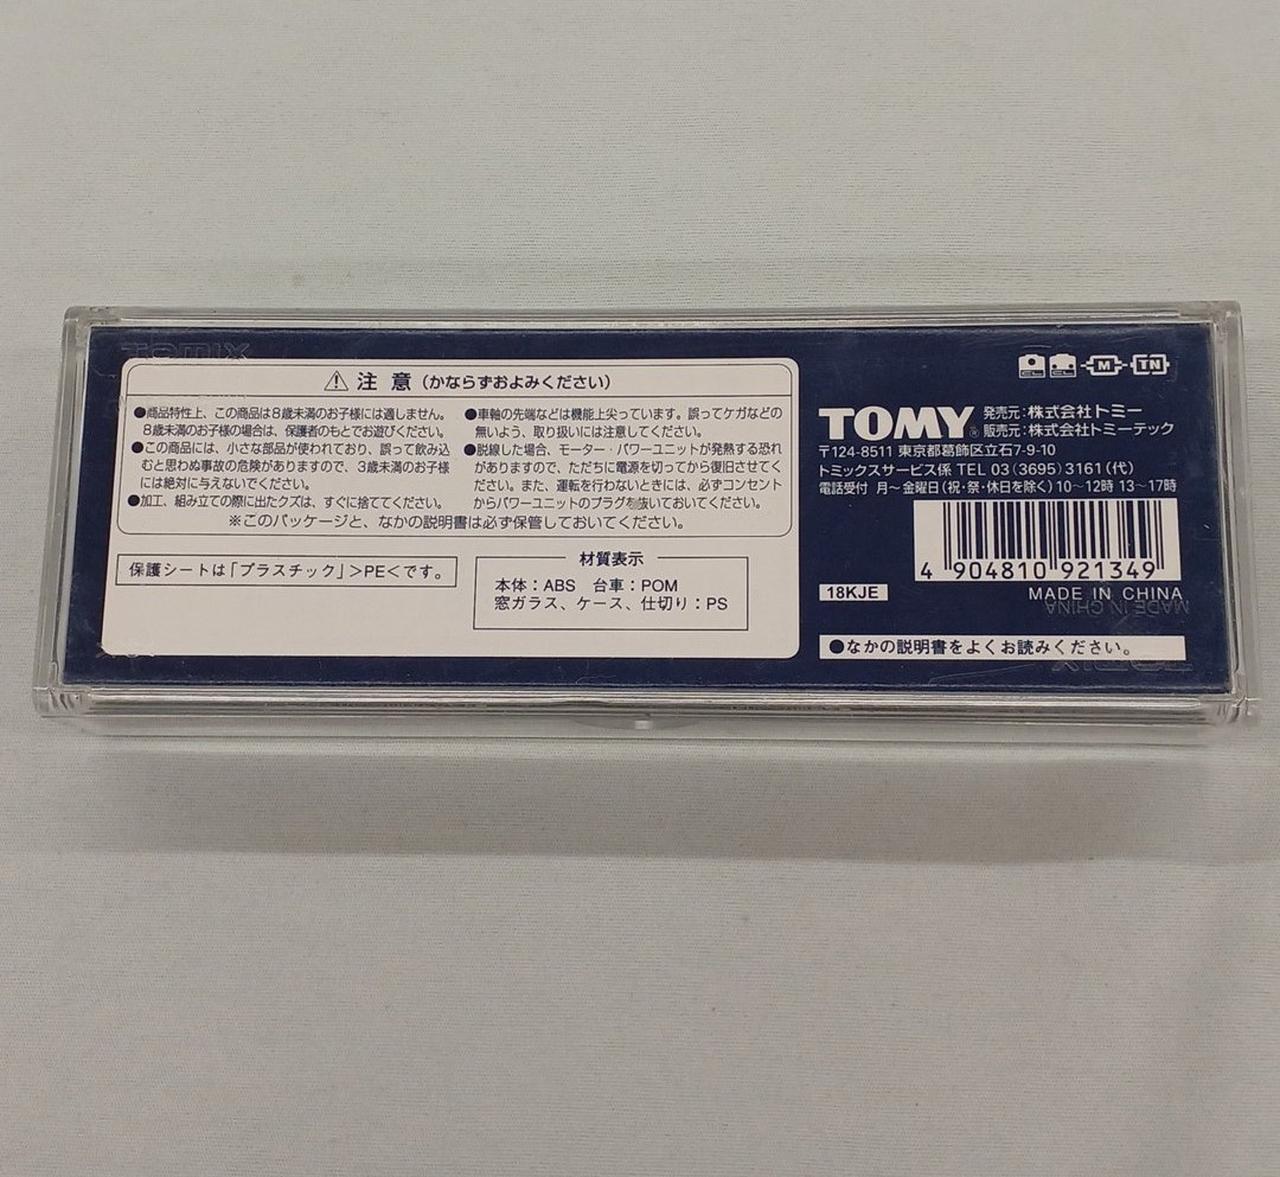 TOMIX
⚠ 注意（かならずおよみください）
●商品特性上、この商品は8歳未満のお子様には適しません。
8歳未満のお子様の場合は、保護者のもとでお遊びください。
●この商品には、小さな部品が使われており、誤って飲み込
むと思わぬ事故の危険がありますので、3歳未満のお子様
には絶対に与えないでください。
●加工、組み立ての際に出たクズは、すぐに捨ててください。
●車軸の先端などは機能上尖っています。誤ってケガなどの
無いよう、取り扱いには注意してください。
●脱線した場合、モーター・パワーユニットが発熱する恐れ
がありますので、ただちに電源を切ってから復旧させてく
ださい。また、運転を行わないときには、必ずコンセント
からパワーユニットのプラグを抜いておいてください。
※このパッケージと、なかの説明書は必ず保管しておいてください。
保護シートは「プラスチック」>PE<です。
材質表示
本体：ABS 台車：POM
窓ガラス、ケース、仕切り：PS
M TN
TOMY® 発売元：株式会社トミー
販売元：株式会社トミーテック
〒124-8511 東京都葛飾区立石7-9-10
トミックスサービス係 TEL 03(3695)3161(代)
電話受付 月～金曜日(祝・祭・休日を除く)10～12時 13～17時
4 904810 921349
18KJE
MADE IN CHINA
MADE IN CHINA
●なかの説明書をよくお読みください。
TOMIX